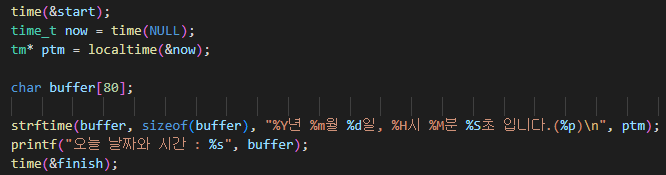 time(&start);
time_t now = time(NULL);
tm* ptm = localtime(&now);
char buffer[80];
strftime(buffer, sizeof(buffer), "%Y년 %m월 %d일, %H시 %M분 %S초 입니다.(%p)\n", ptm);
printf("오늘 날짜와 시간 : %s", buffer);
time(&finish);